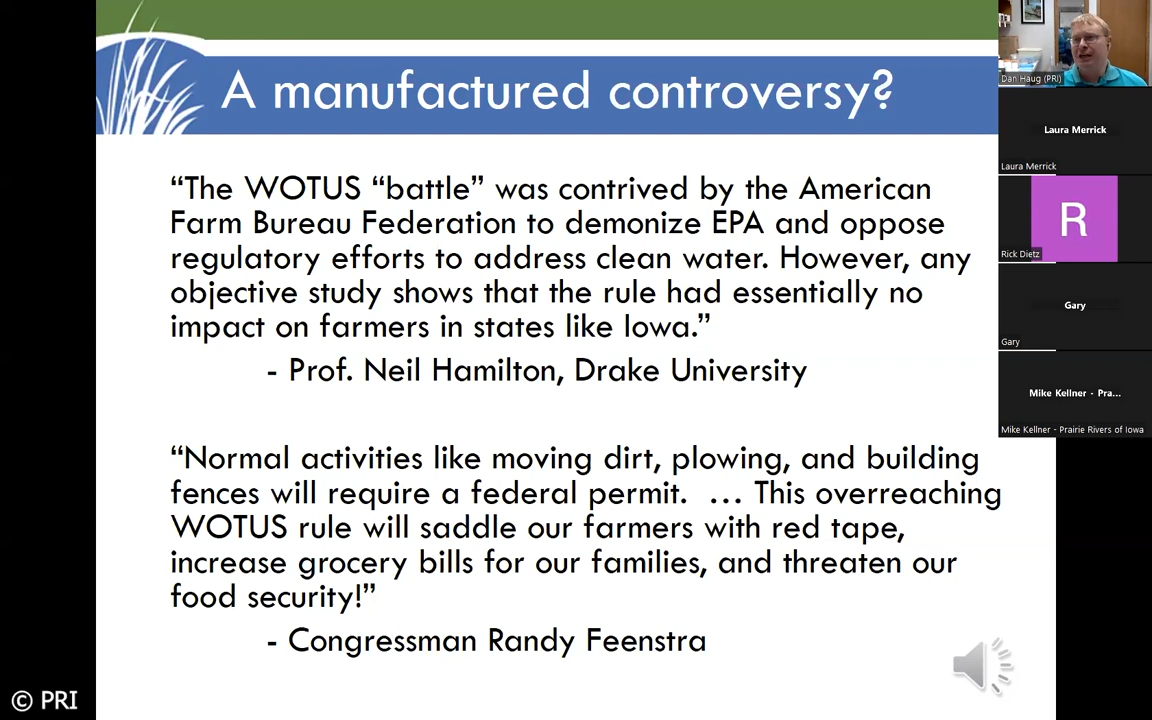 A manufactured controversy?
“The WOTUS “battle” was contrived by the American
Farm Bureau Federation to demonize EPA and oppose
regulatory efforts to address clean water. However, any
objective study shows that the rule had essentially no
impact on farmers in states like Iowa.”
- Prof. Neil Hamilton, Drake University
“Normal activities like moving dirt, plowing, and building
fences will require a federal permit.  … This overreaching
WOTUS rule will saddle our farmers with red tape,
increase grocery bills for our families, and threaten our
food security!”
- Congressman Randy Feenstra
© PRI
Dan Haug (PRI)
Laura Merrick
Laura Merrick
R
Rick Dietz
Gary
Gary
Mike Kellner - Pra...
Mike Kellner - Prairie Rivers of Iowa